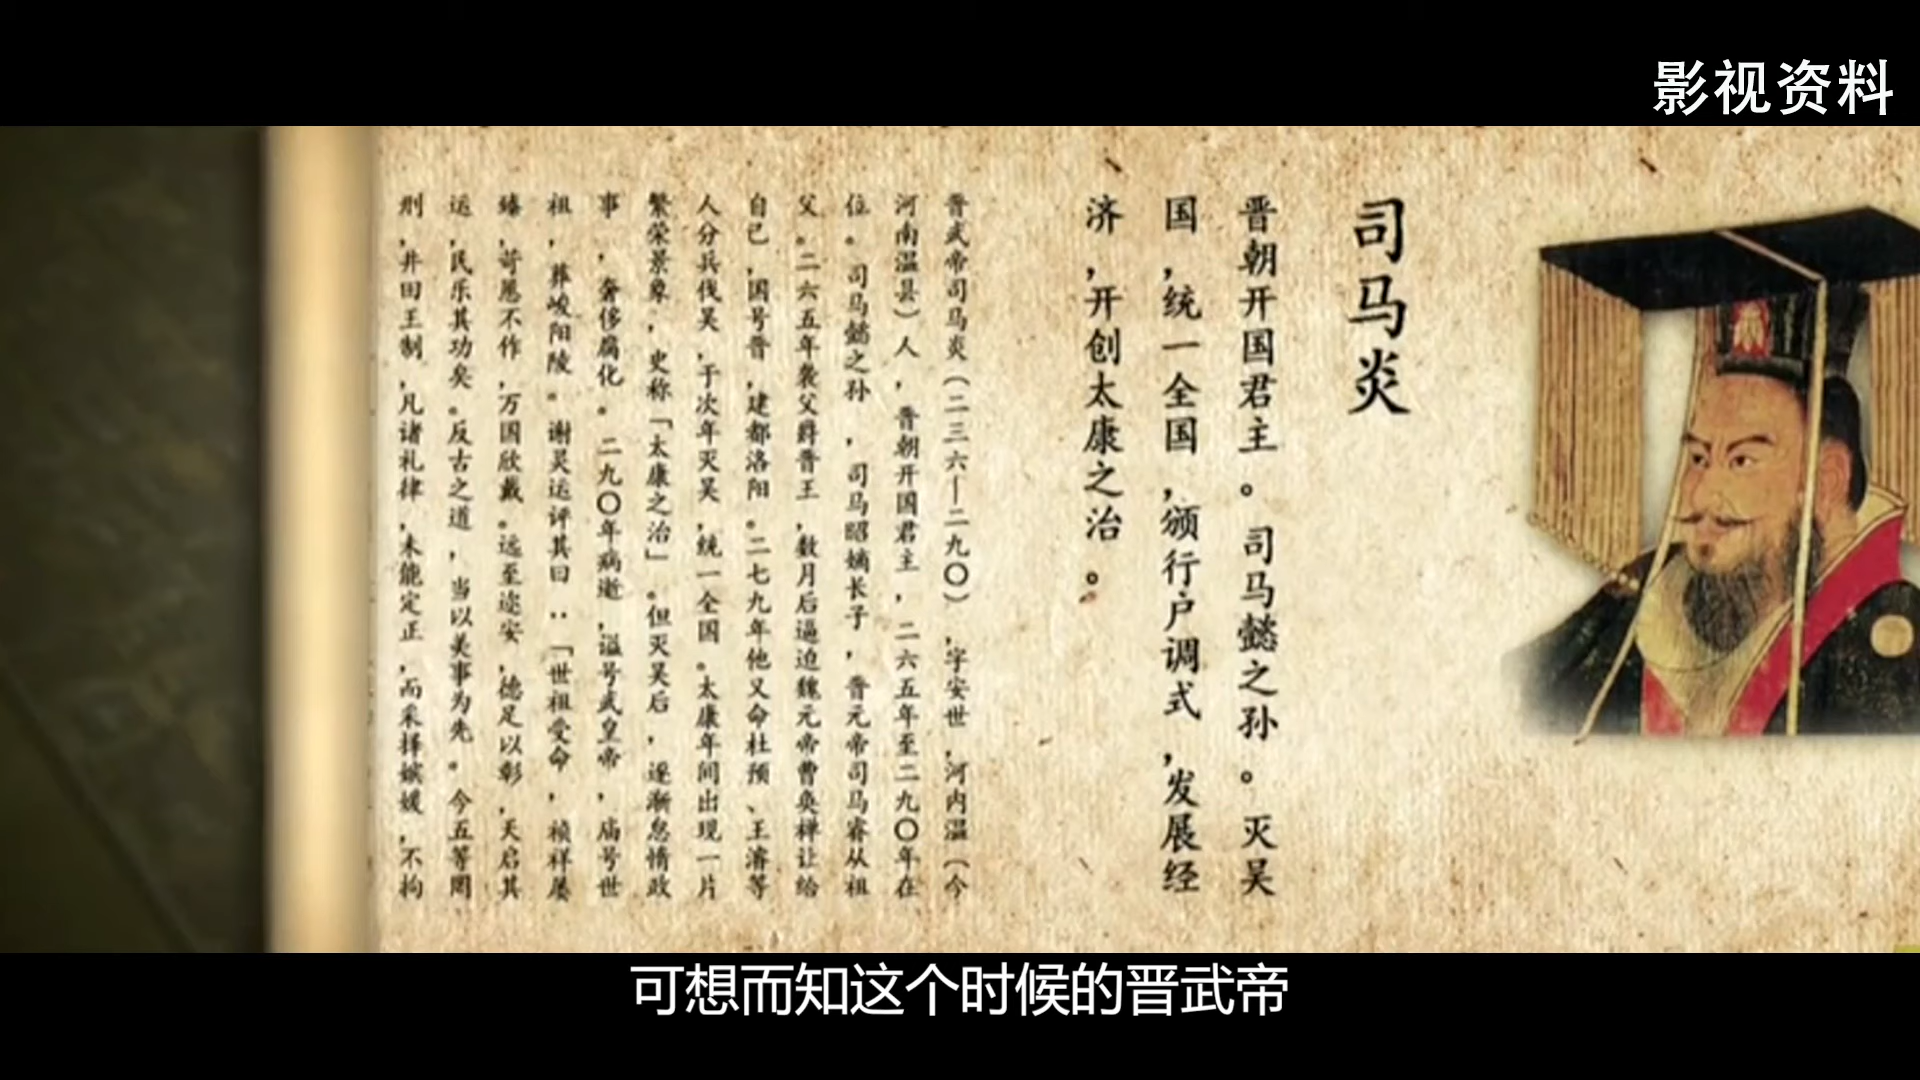 影视资料
司马炎
晋朝开国君主。司马懿之孙。灭吴
国，统一全国，颁行户调式，发展经
济，开创太康之治。
晋武帝司马炎（二三六—二九〇），字安世，河内温（今
河南温县）人，晋朝开国君主，二六五年至二九〇年在
位。司马懿之孙，司马昭嫡长子，晋元帝司马睿从祖
父。二六五年袭父爵晋王，数月后逼迫魏元帝曹奂禅让给
自己，国号晋，建都洛阳。二七九年他又命杜预、王濬等
人分兵伐吴，于次年灭吴，统一全国。太康年间出现一片
繁荣景象，史称「太康之治」。但灭吴后，逐渐怠惰政
事，奢侈腐化。二九〇年病逝，谥号武皇帝，庙号世
祖，葬峻阳陵。谢灵运评其曰：「世祖受命，祯祥屡
臻，苛慝不作，万国欣戴。远至迩安，德足以彰，天启其
运，民乐其功矣。反古之道，当以美事为先。今五等罔
刑，井田王制，凡诸礼律，未能定正，而采择嫔媛，不拘
可想而知这个时候的晋武帝